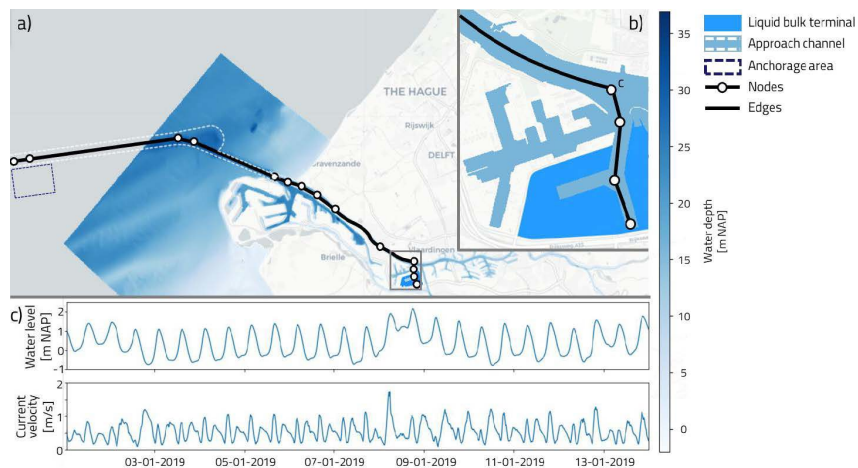 a)
THE HAGUE
Rijswijk
DELFT
Gravenzande
Brielle
Vlaardingen
b)
C
35
30
25
20
15
10
5
0
Water depth
[m NAP]
Liquid bulk terminal
Approach channel
Anchorage area
Nodes
Edges
c)
Water level
[m NAP]
2
1
0
-1
Current
velocity
[m/s]
2
1
0
03-01-2019
05-01-2019
07-01-2019
09-01-2019
11-01-2019
13-01-2019